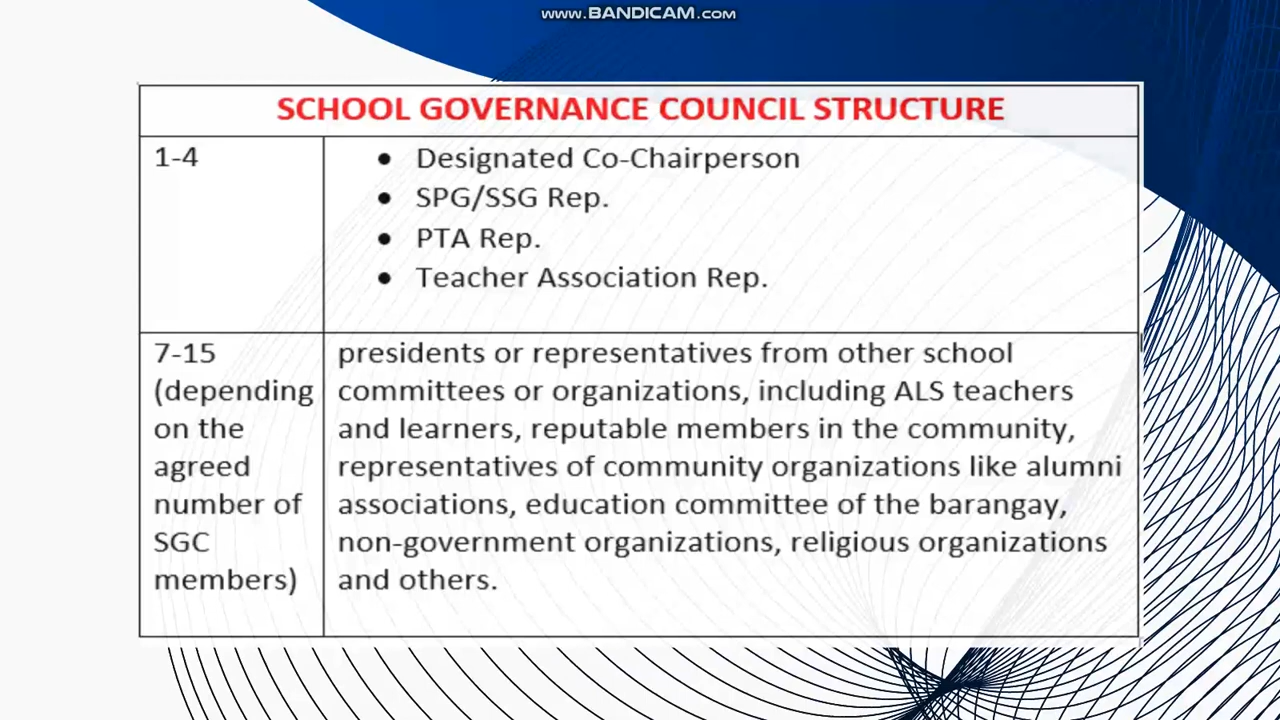 www.BANDICAM.com
SCHOOL GOVERNANCE COUNCIL STRUCTURE
1-4
• Designated Co-Chairperson
• SPG/SSG Rep.
• PTA Rep.
• Teacher Association Rep.
7-15
(depending
on the
agreed
number of
SGC
members)
presidents or representatives from other school
committees or organizations, including ALS teachers
and learners, reputable members in the community,
representatives of community organizations like alumni
associations, education committee of the barangay,
non-government organizations, religious organizations
and others.